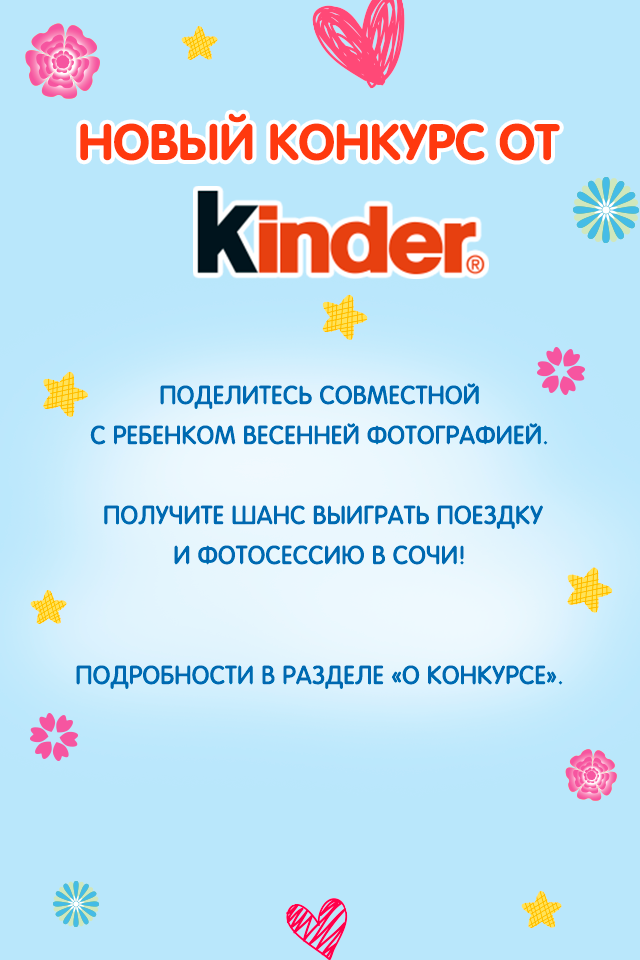 НОВЫЙ КОНКУРС ОТ
Kinder®
ПОДЕЛИТЕСЬ СОВМЕСТНОЙ
С РЕБЕНКОМ ВЕСЕННЕЙ ФОТОГРАФИЕЙ.
ПОЛУЧИТЕ ШАНС ВЫИГРАТЬ ПОЕЗДКУ
И ФОТОСЕССИЮ В СОЧИ!
ПОДРОБНОСТИ В РАЗДЕЛЕ «О КОНКУРСЕ».